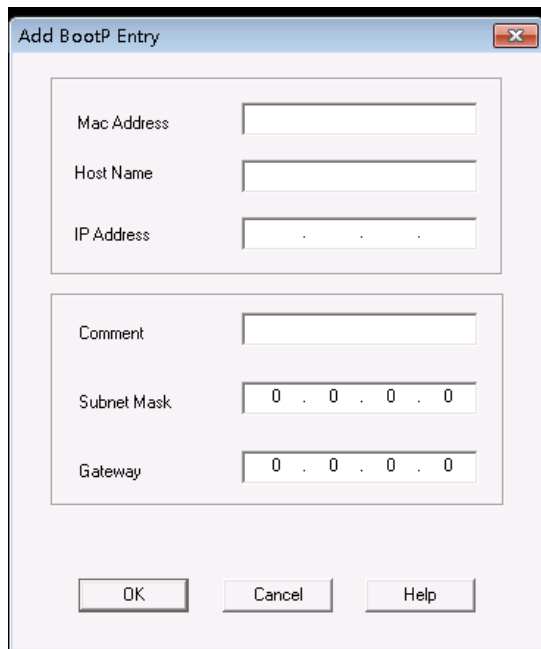 Add BootP Entry
Mac Address
Host Name
IP Address . . .
Comment
Subnet Mask 0 . 0 . 0 . 0
Gateway 0 . 0 . 0 . 0
OK Cancel Help